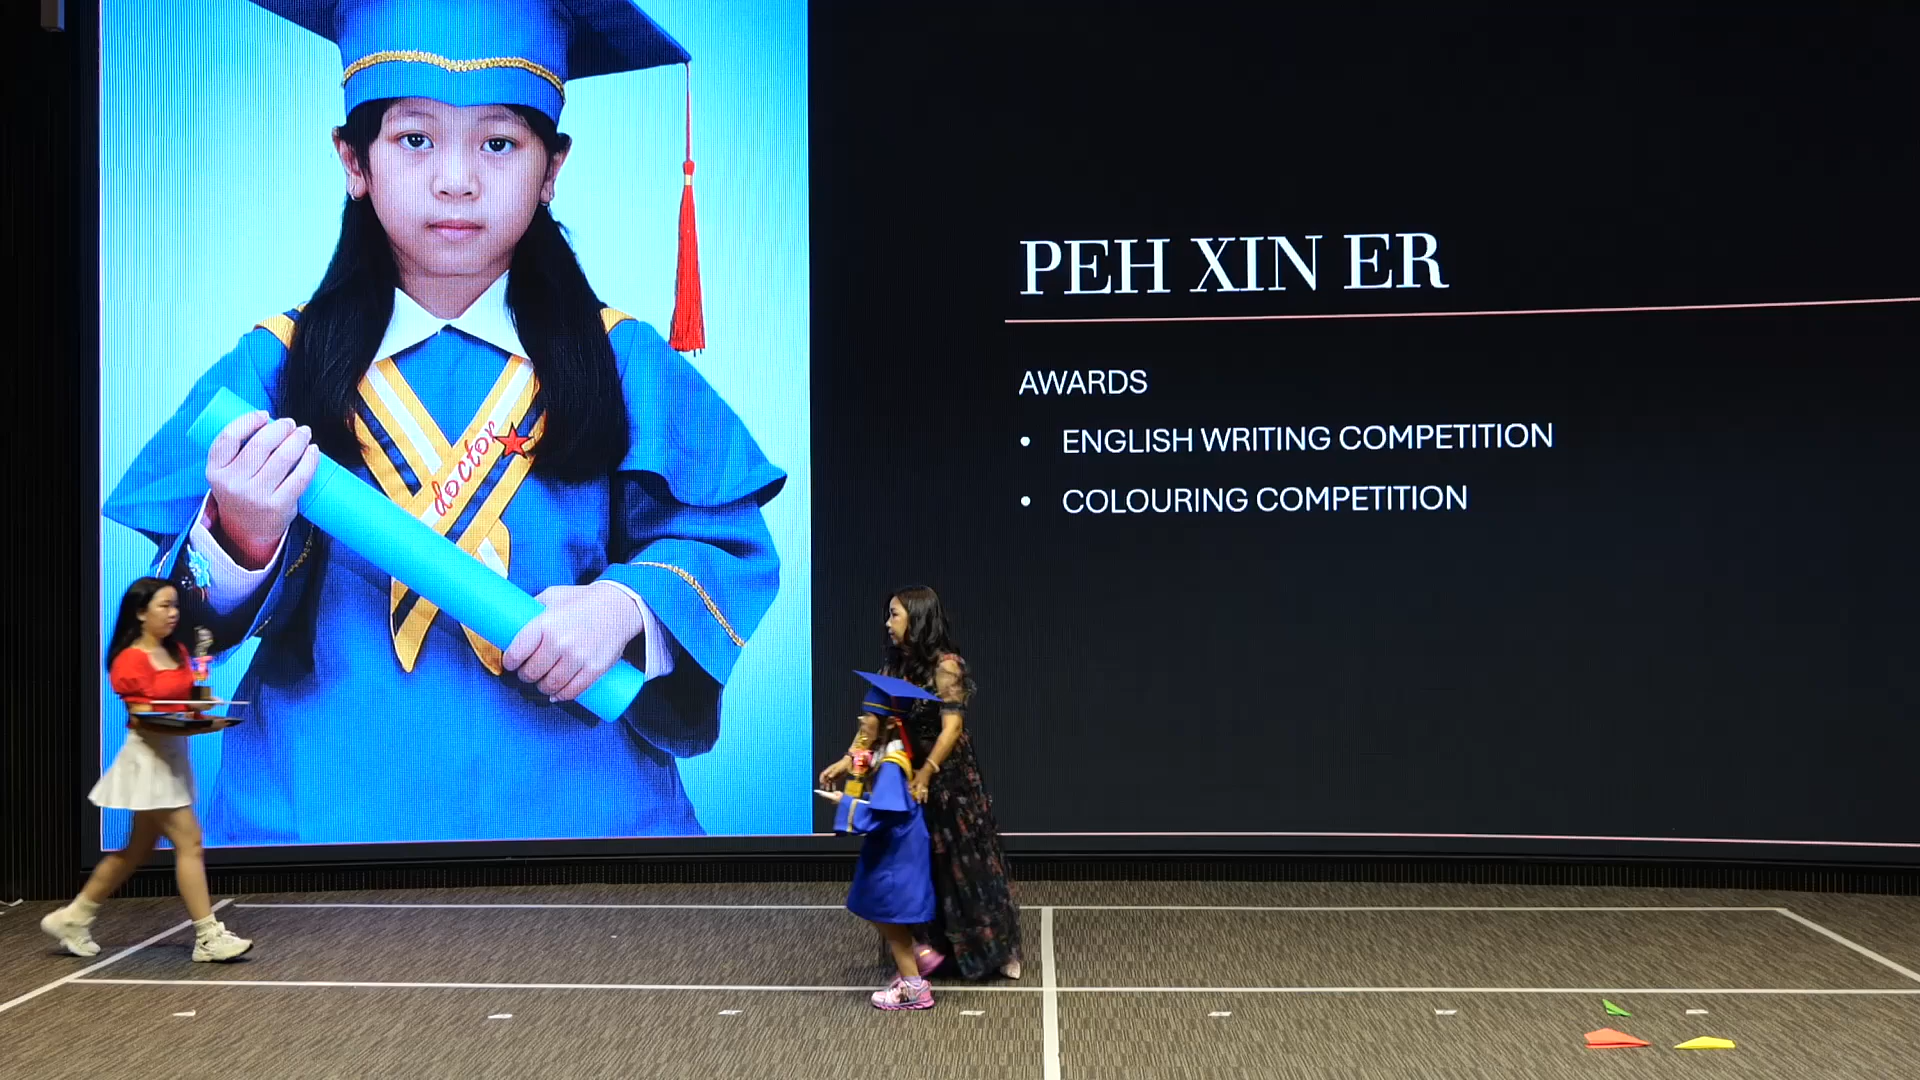 PEH XIN ER
AWARDS
• ENGLISH WRITING COMPETITION
• COLOURING COMPETITION
doctor